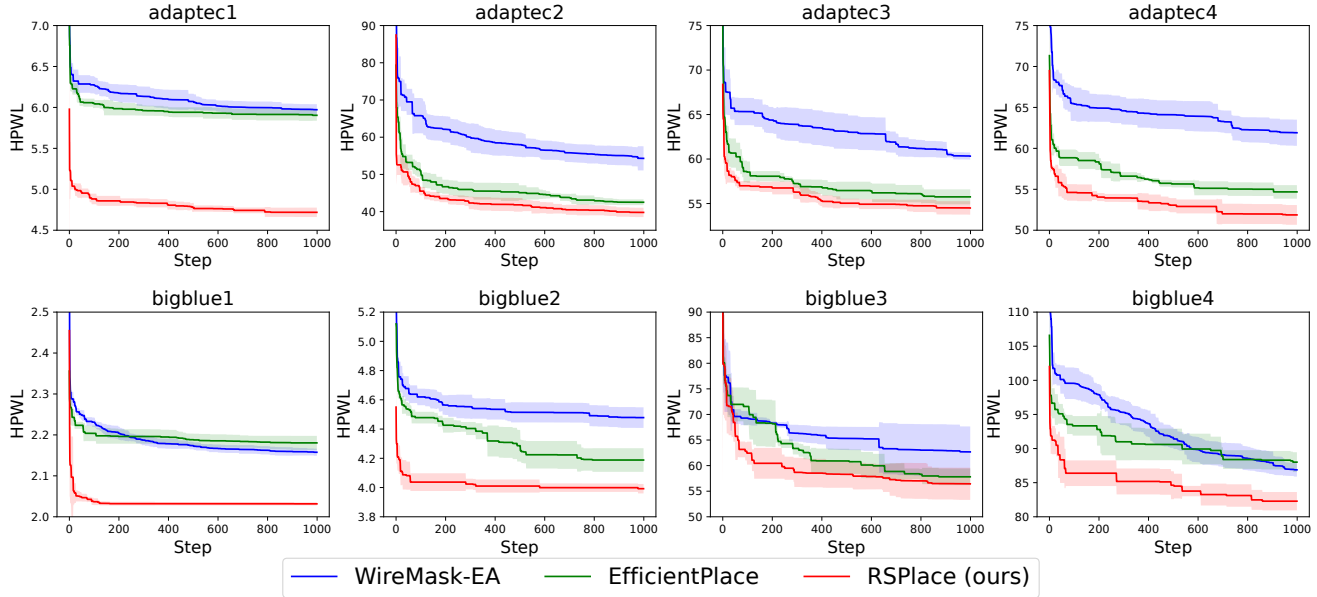 adaptec1 adaptec2 adaptec3 adaptec4
7.0 90 75 75
6.5 80 70 70
6.0 70 65 65
5.5 60 60 60
5.0 50 55 55
4.5 40 50
HPWL HPWL HPWL HPWL
0 200 400 600 800 1000 0 200 400 600 800 1000 0 200 400 600 800 1000 0 200 400 600 800 1000
Step Step Step Step
bigblue1 bigblue2 bigblue3 bigblue4
2.5 5.2 90 110
2.4 5.0 85 105
2.3 4.8 80 100
2.2 4.6 75 95
2.1 4.4 70 90
2.0 4.2 65 85
4.0 60 80
3.8 55
50
HPWL HPWL HPWL HPWL
0 200 400 600 800 1000 0 200 400 600 800 1000 0 200 400 600 800 1000 0 200 400 600 800 1000
Step Step Step Step
WireMask-EA EfficientPlace RSPlace (ours)